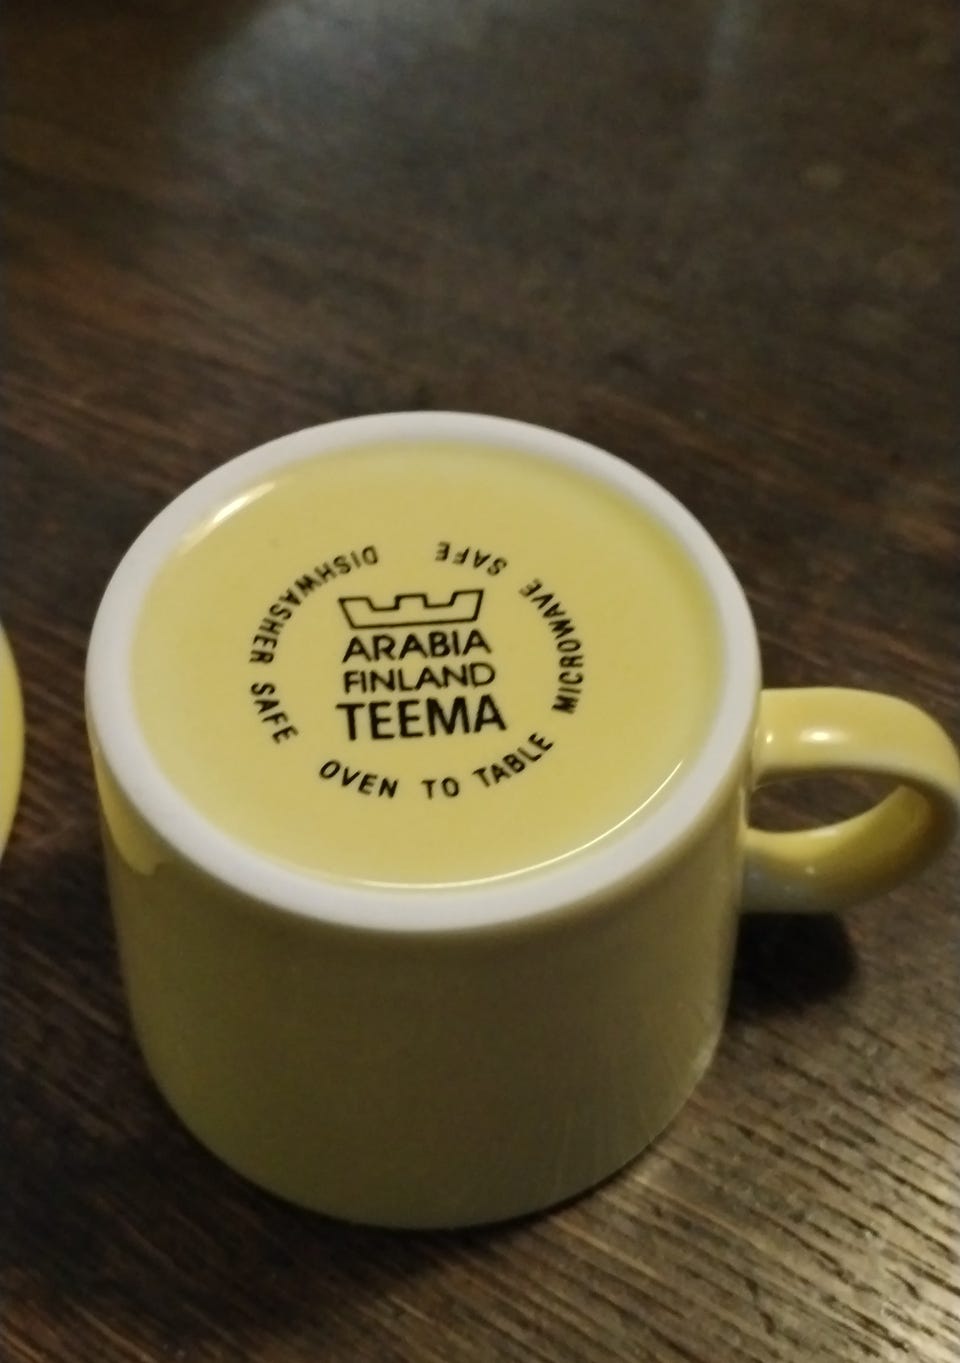 ARABIA
FINLAND
TEEMA
DISHWASHER SAFE
OVEN TO TABLE
MICROWAVE SAFE